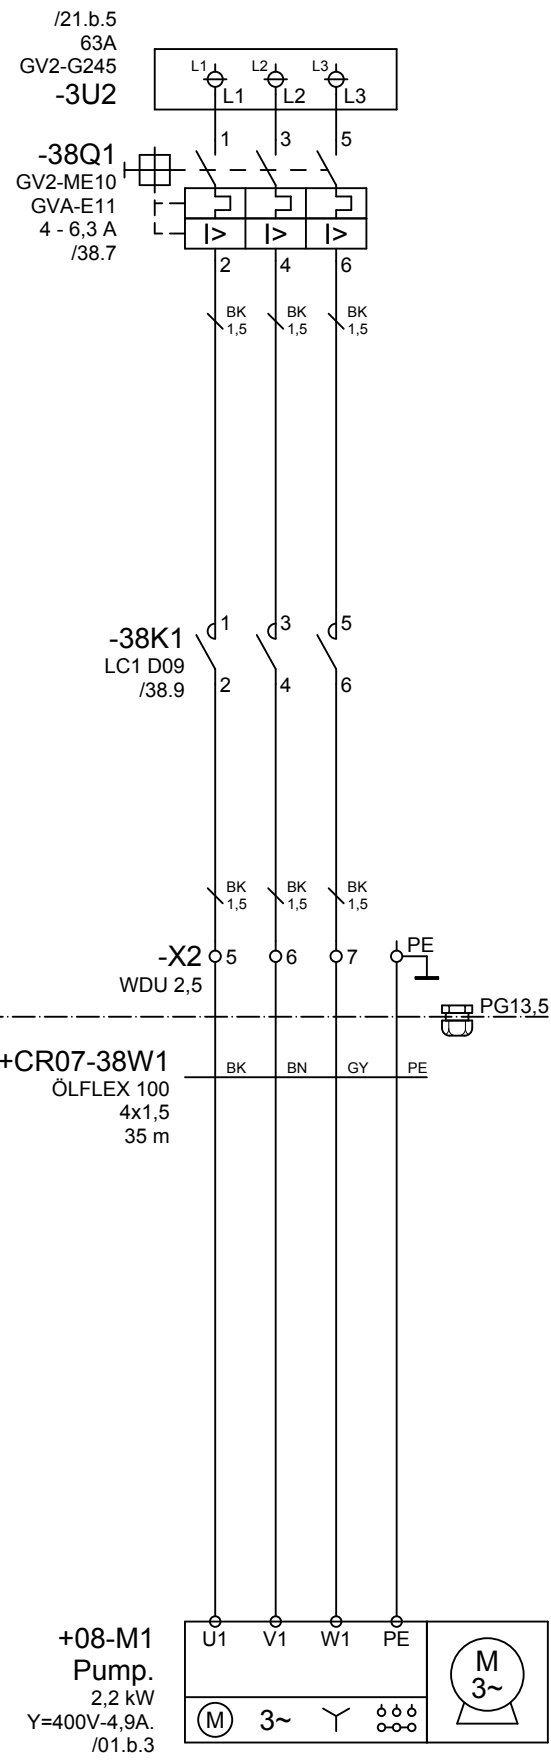 /21.b.5
63A
GV2-G245
-3U2
L1 L2 L3
L1 L2 L3
1 3 5
-38Q1
GV2-ME10
GVA-E11
4 - 6,3 A
/38.7
I> I> I>
2 4 6
BK BK BK
1,5 1,5 1,5
-38K1
LC1 D09
/38.9
1 3 5
2 4 6
BK BK BK
1,5 1,5 1,5
-X2 5 6 7 PE
WDU 2,5
PG13,5
+CR07-38W1
ÖLFLEX 100
4x1,5
35 m
BK BN GY PE
+08-M1
Pump.
2,2 kW
Y=400V-4,9A.
/01.b.3
U1 V1 W1 PE
M 3~
M
3~